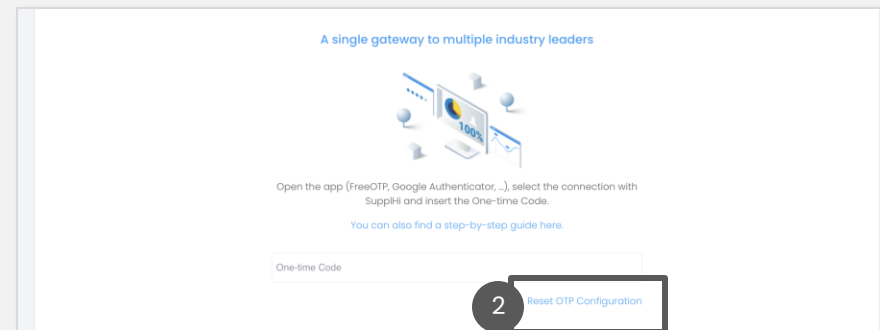 A single gateway to multiple industry leaders
100%
Open the app (FreeOTP, Google Authenticator, ...), select the connection with
SupplHi and insert the One-time Code.
You can also find a step-by-step guide here.
One-time Code
2
Reset OTP Configuration